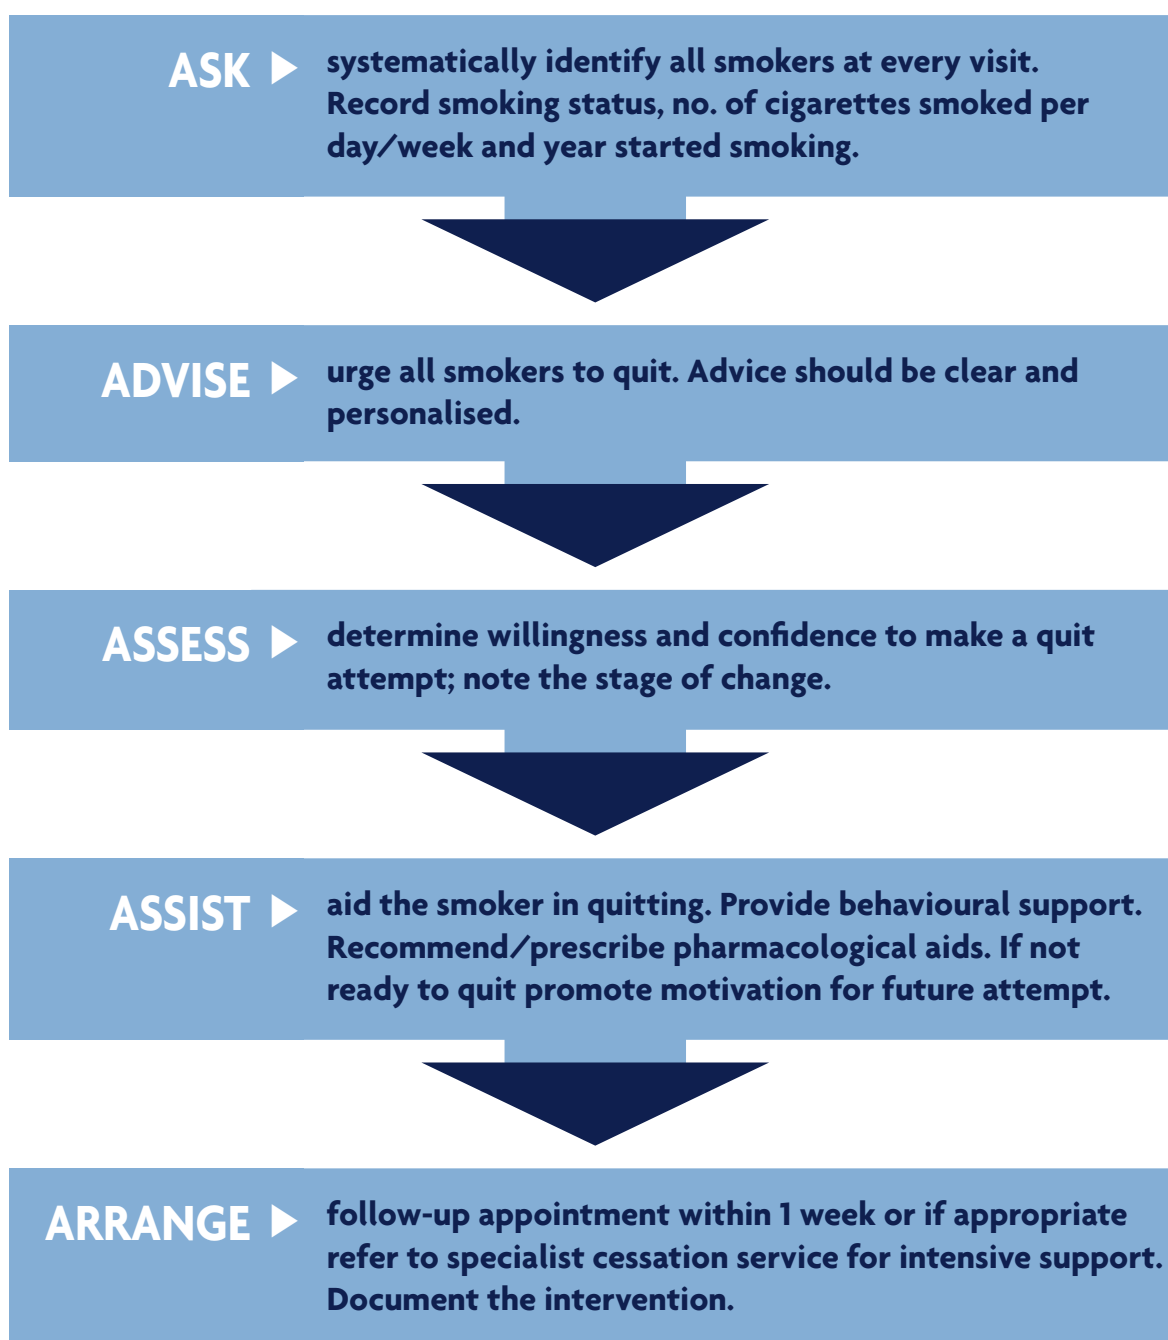 ASK systematically identify all smokers at every visit.
Record smoking status, no. of cigarettes smoked per
day/week and year started smoking.
ADVISE urge all smokers to quit. Advice should be clear and
personalised.
ASSESS determine willingness and confidence to make a quit
attempt; note the stage of change.
ASSIST aid the smoker in quitting. Provide behavioural support.
Recommend/prescribe pharmacological aids. If not
ready to quit promote motivation for future attempt.
ARRANGE follow-up appointment within 1 week or if appropriate
refer to specialist cessation service for intensive support.
Document the intervention.